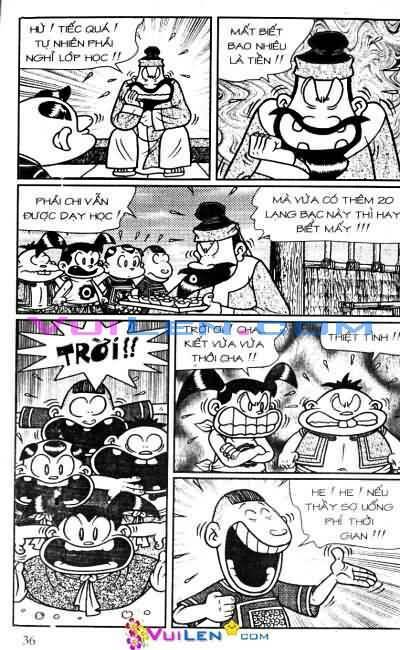 HỪ ! TIẾC QUÁ !
TỰ NHIÊN PHẢI
NGHỈ LỚP HỌC !!
MẤT BIẾT
BAO NHIÊU
LÀ TIỀN !!
PHẢI CHI VẪN
ĐƯỢC DẠY HỌC !
MÀ VỪA CÓ THÊM 20
LẠNG BẠC NÀY THÌ HAY
BIẾT MẤY !!!
VUILEN.COM
TRỜI!!
TRỜI ƠI ! CHA
KIẾT VỪA VỪA
THÔI CHA !!
THIỆT TÌNH !
HE ! HE ! NẾU
THẦY SỢ UỔNG
PHÍ THỜI
GIAN !!!
36
VUILEN.COM